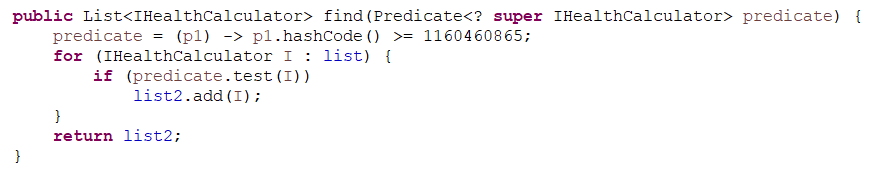 public List<IHealthCalculator> find(Predicate<? super IHealthCalculator> predicate) {
    predicate = (p1) -> p1.hashCode() >= 1160460865;
    for (IHealthCalculator I : list) {
        if (predicate.test(I))
            list2.add(I);
    }
    return list2;
}